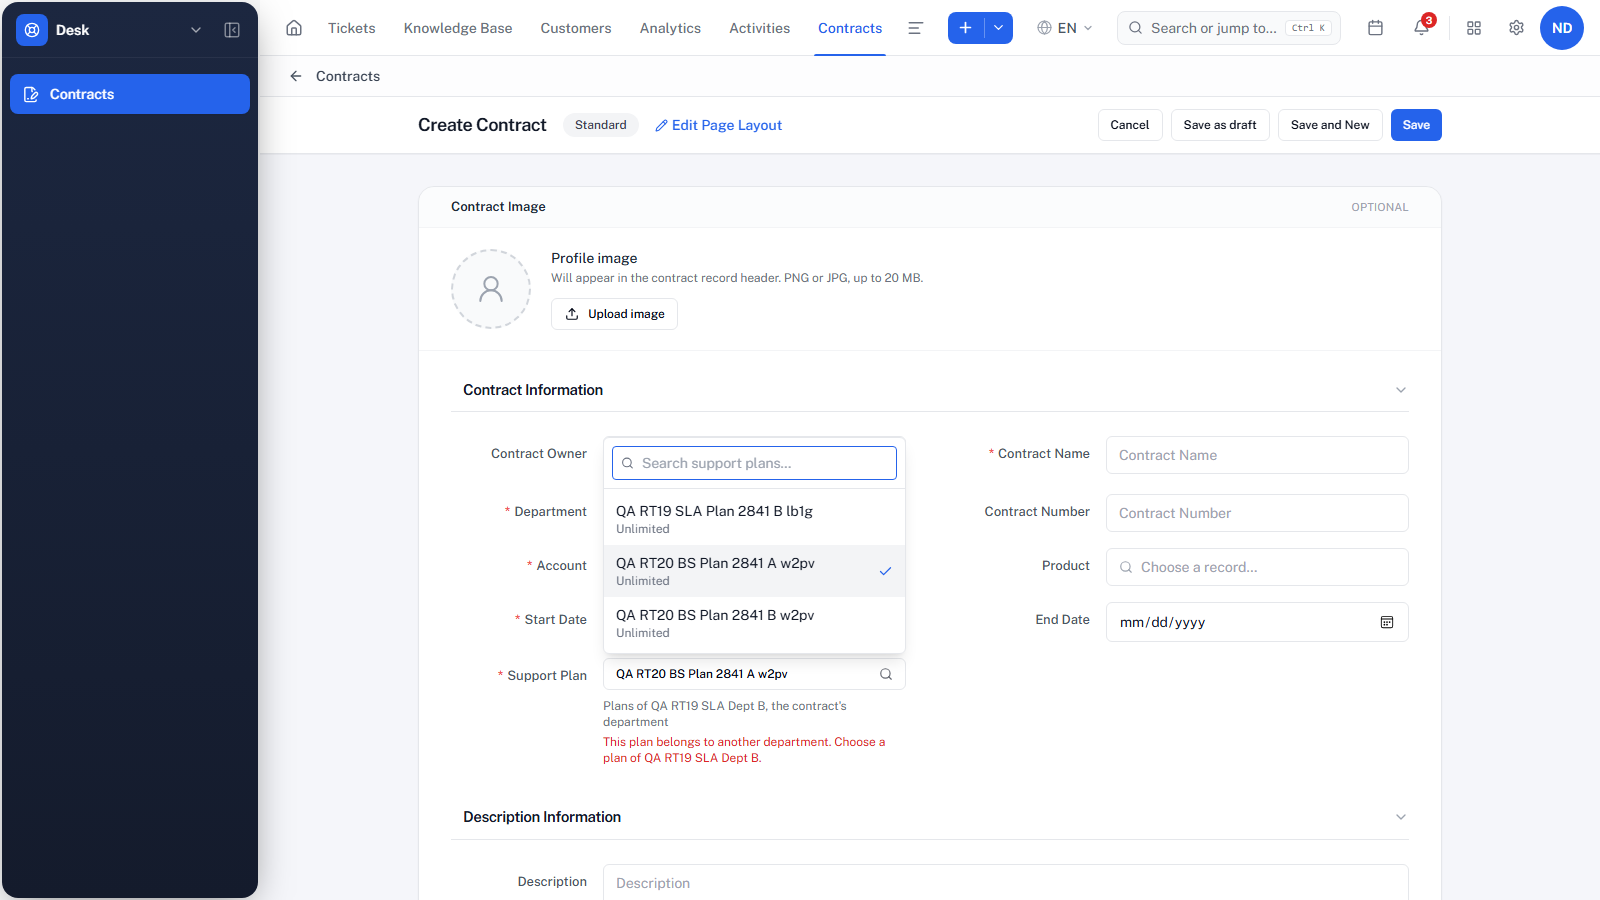 Desk
Tickets
Knowledge Base
Customers
Analytics
Activities
Contracts
EN
Search or jump to...
Ctrl K
3
ND
Contracts
Contracts
Create Contract
Standard
Edit Page Layout
Cancel
Save as draft
Save and New
Save
Contract Image
OPTIONAL
Profile image
Will appear in the contract record header. PNG or JPG, up to 20 MB.
Upload image
Contract Information
Contract Owner
Search support plans...
* Contract Name
Contract Name
* Department
QA RT19 SLA Plan 2841 B lb1g
Unlimited
Contract Number
Contract Number
* Account
QA RT20 BS Plan 2841 A w2pv
Unlimited
Product
Choose a record...
* Start Date
QA RT20 BS Plan 2841 B w2pv
Unlimited
End Date
mm/dd/yyyy
* Support Plan
QA RT20 BS Plan 2841 A w2pv
Plans of QA RT19 SLA Dept B, the contract's
department
This plan belongs to another department. Choose a
plan of QA RT19 SLA Dept B.
Description Information
Description
Description